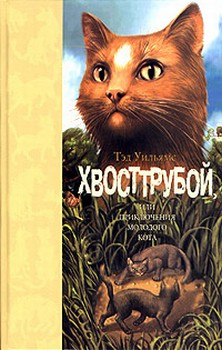 Тэд Уильямс
ХВОСТТРУБОЙ,
ИЛИ
ПРИКЛЮЧЕНИЯ
МОЛОДОГО
КОТА